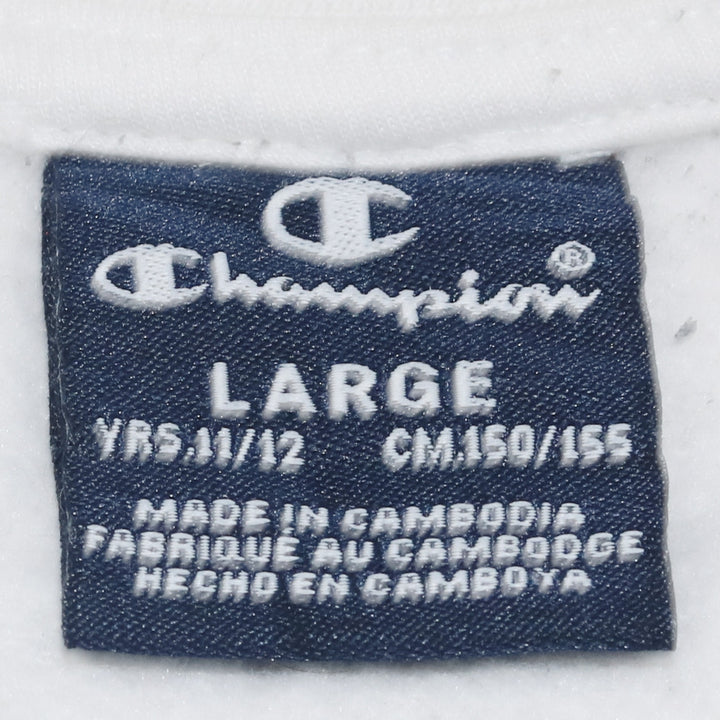 Champion®
LARGE
YRS.11/12 CM.150/155
MADE IN CAMBODIA
FABRIQUÉ AU CAMBODGE
HECHO EN CAMBOYA